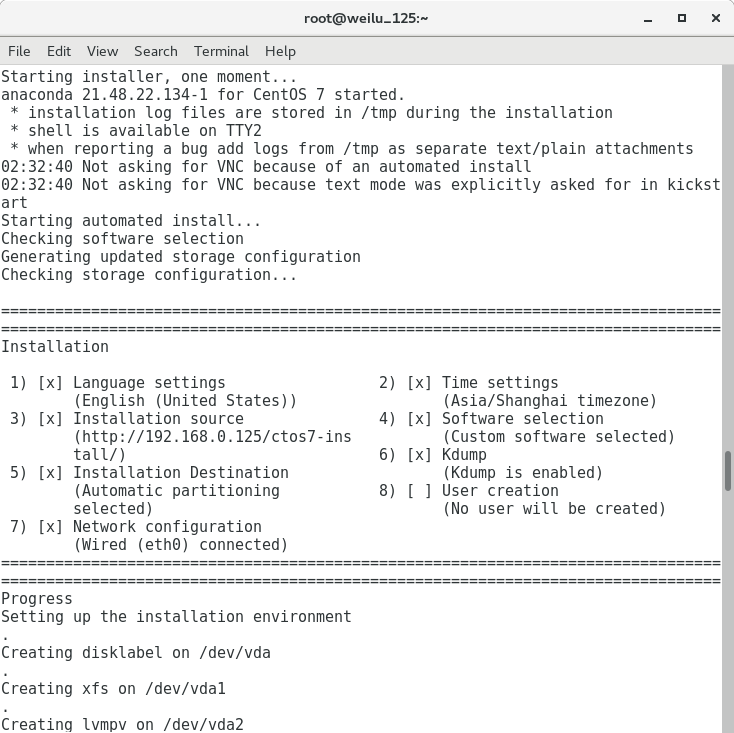 root@weilu_125:~
File Edit View Search Terminal Help
Starting installer, one moment...
anaconda 21.48.22.134-1 for CentOS 7 started.
 * installation log files are stored in /tmp during the installation
 * shell is available on TTY2
 * when reporting a bug add logs from /tmp as separate text/plain attachments
02:32:40 Not asking for VNC because of an automated install
02:32:40 Not asking for VNC because text mode was explicitly asked for in kickst
art
Starting automated install...
Checking software selection
Generating updated storage configuration
Checking storage configuration...
================================================================================
================================================================================
Installation
 1) [x] Language settings                 2) [x] Time settings
        (English (United States))                (Asia/Shanghai timezone)
 3) [x] Installation source               4) [x] Software selection
        (http://192.168.0.125/ctos7-ins          (Custom software selected)
        tall/)                            6) [x] Kdump
 5) [x] Installation Destination                 (Kdump is enabled)
        (Automatic partitioning           8) [ ] User creation
        selected)                                (No user will be created)
 7) [x] Network configuration
        (Wired (eth0) connected)
================================================================================
================================================================================
Progress
Setting up the installation environment
.
Creating disklabel on /dev/vda
.
Creating xfs on /dev/vda1
.
Creating lvmpv on /dev/vda2